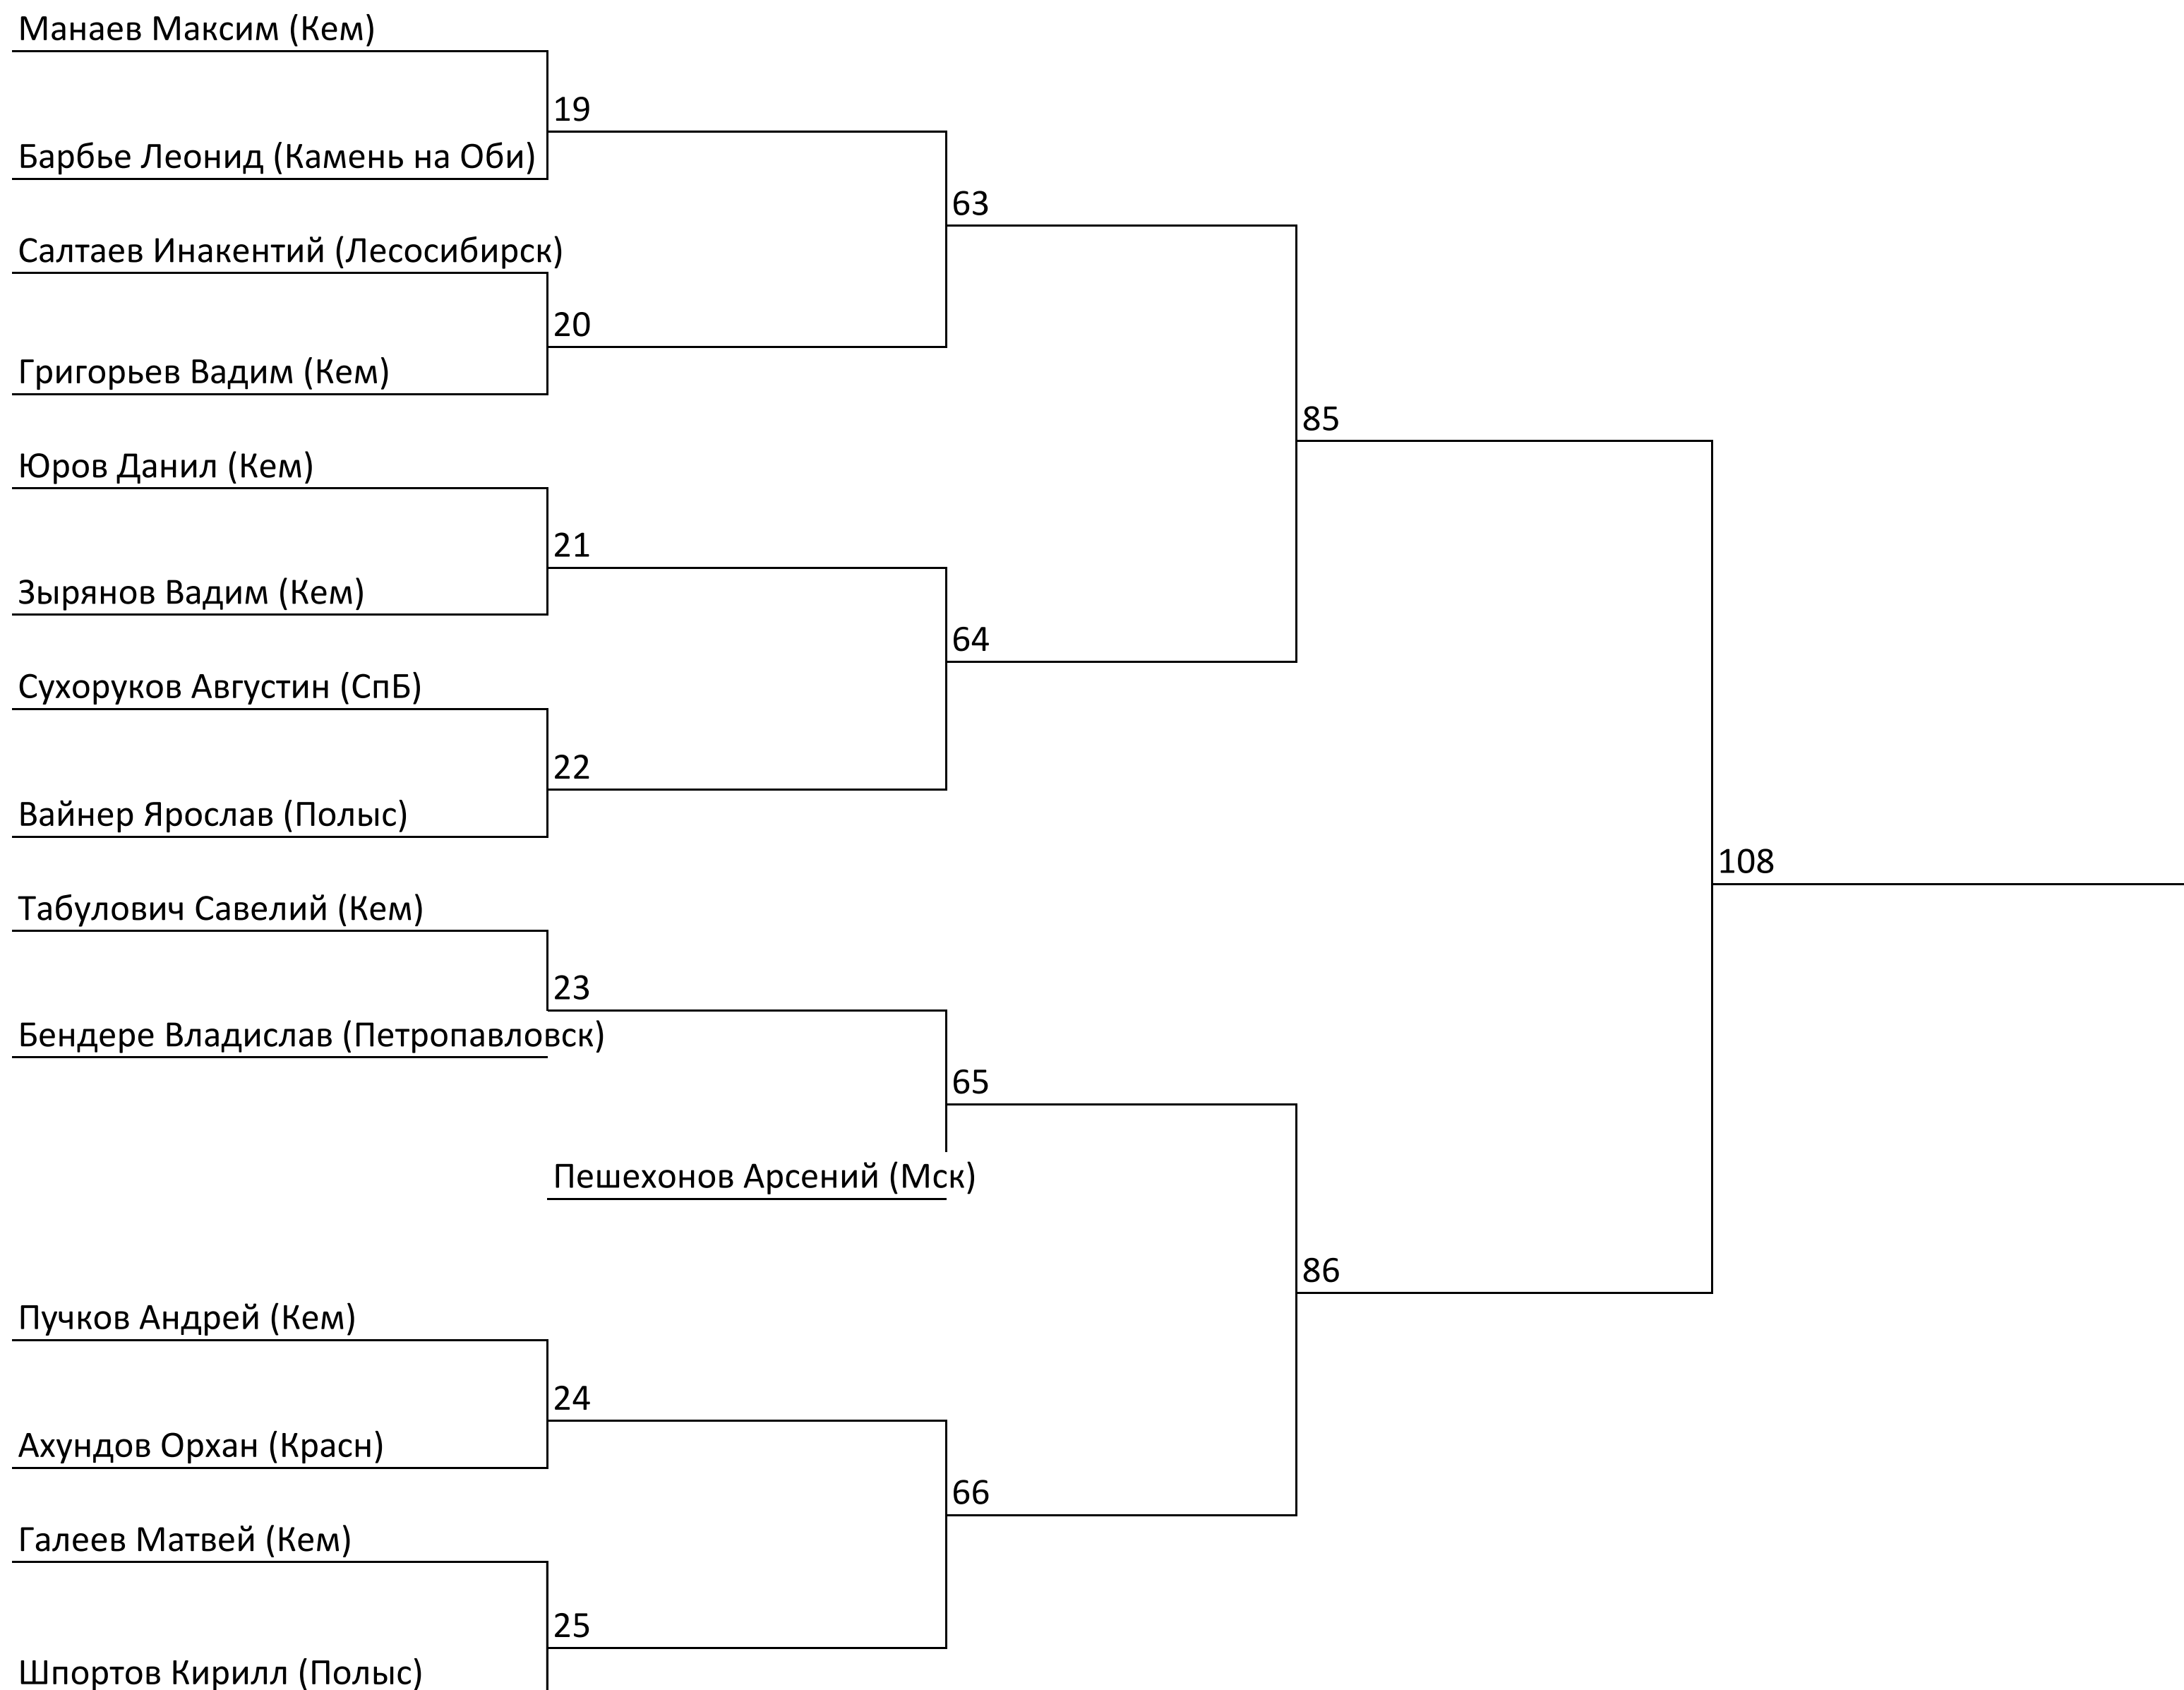 Манаев Максим (Кем)
19
Барбье Леонид (Камень на Оби)
63
Салтаев Инакентий (Лесосибирск)
20
Григорьев Вадим (Кем)
85
Юров Данил (Кем)
21
Зырянов Вадим (Кем)
64
Сухоруков Августин (СпБ)
22
Вайнер Ярослав (Полыс)
108
Табулович Савелий (Кем)
23
Бендере Владислав (Петропавловск)
65
Пешехонов Арсений (Мск)
86
Пучков Андрей (Кем)
24
Ахундов Орхан (Красн)
66
Галеев Матвей (Кем)
25
Шпортов Кирилл (Полыс)